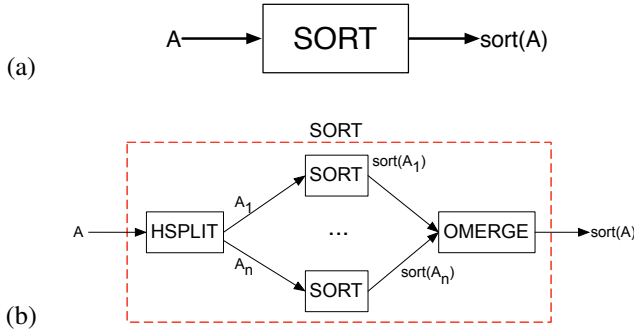 A
SORT
sort(A)
(a)
SORT
A₁
SORT
sort(A₁)
A
HSPLIT
...
OMERGE
sort(A)
Aₙ
SORT
sort(Aₙ)
(b)